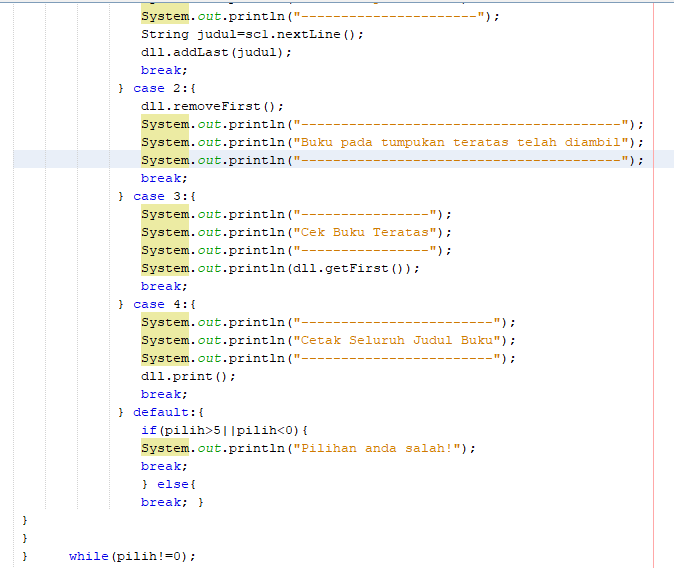 System.out.println("----------------------");
String judul=sc1.nextLine();
dll.addLast(judul);
break;
} case 2:{
dll.removeFirst();
System.out.println("----------------------------------------");
System.out.println("Buku pada tumpukan teratas telah diambil");
System.out.println("----------------------------------------");
break;
} case 3:{
System.out.println("----------------");
System.out.println("Cek Buku Teratas");
System.out.println("----------------");
System.out.println(dll.getFirst());
break;
} case 4:{
System.out.println("------------------------");
System.out.println("Cetak Seluruh Judul Buku");
System.out.println("------------------------");
dll.print();
break;
} default:{
if(pilih>5||pilih<0){
System.out.println("Pilihan anda salah!");
break;
} else{
break; }
}
}
} while(pilih!=0);